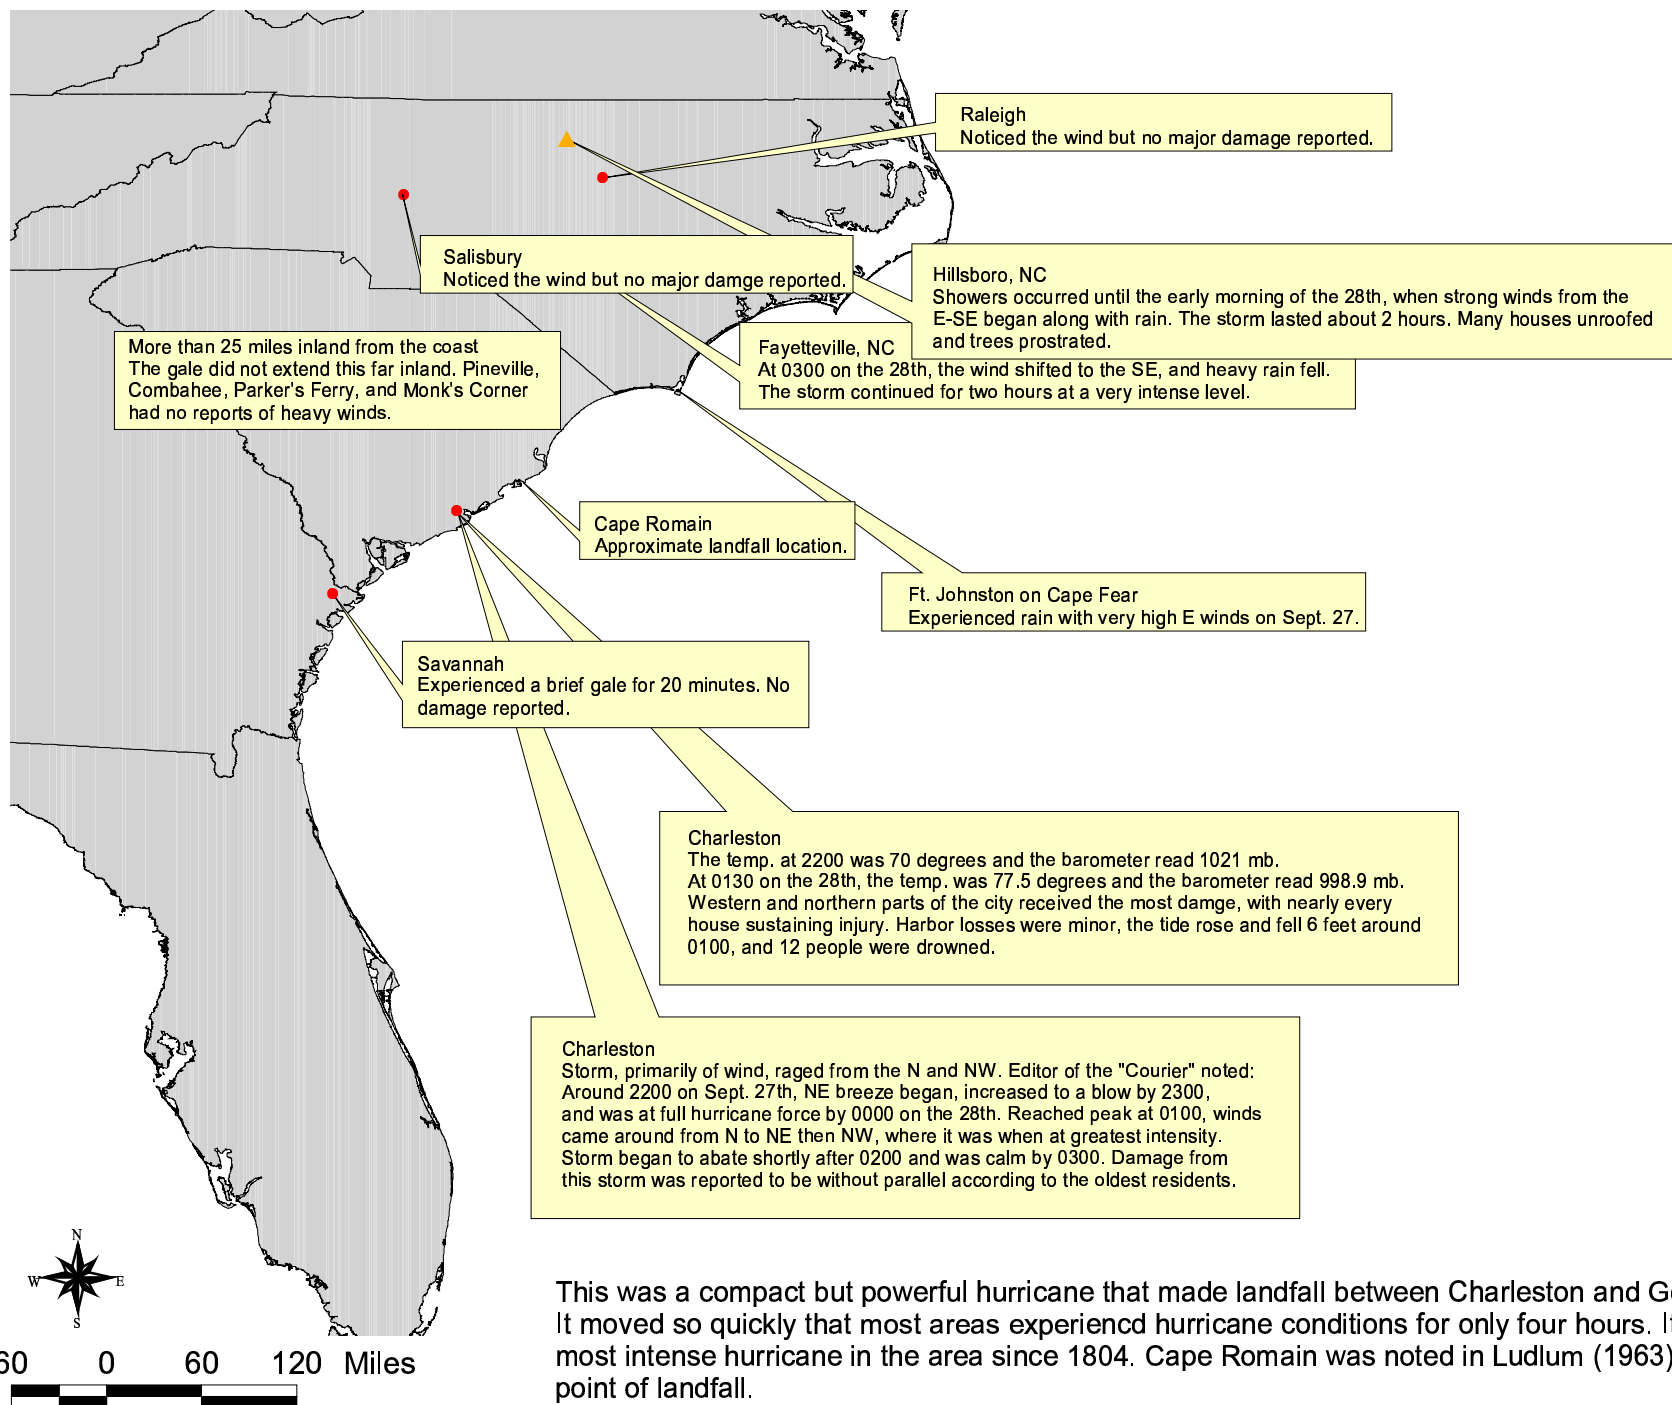 Raleigh
Noticed the wind but no major damage reported.
Salisbury
Noticed the wind but no major damge reported.
Hillsboro, NC
Showers occurred until the early morning of the 28th, when strong winds from the
E-SE began along with rain. The storm lasted about 2 hours. Many houses unroofed
and trees prostrated.
More than 25 miles inland from the coast
The gale did not extend this far inland. Pineville,
Combahee, Parker's Ferry, and Monk's Corner
had no reports of heavy winds.
Fayetteville, NC
At 0300 on the 28th, the wind shifted to the SE, and heavy rain fell.
The storm continued for two hours at a very intense level.
Cape Romain
Approximate landfall location.
Ft. Johnston on Cape Fear
Experienced rain with very high E winds on Sept. 27.
Savannah
Experienced a brief gale for 20 minutes. No
damage reported.
Charleston
The temp. at 2200 was 70 degrees and the barometer read 1021 mb.
At 0130 on the 28th, the temp. was 77.5 degrees and the barometer read 998.9 mb.
Western and northern parts of the city received the most damge, with nearly every
house sustaining injury. Harbor losses were minor, the tide rose and fell 6 feet around
0100, and 12 people were drowned.
Charleston
Storm, primarily of wind, raged from the N and NW. Editor of the "Courier" noted:
Around 2200 on Sept. 27th, NE breeze began, increased to a blow by 2300,
and was at full hurricane force by 0000 on the 28th. Reached peak at 0100, winds
came around from N to NE then NW, where it was when at greatest intensity.
Storm began to abate shortly after 0200 and was calm by 0300. Damage from
this storm was reported to be without parallel according to the oldest residents.
N
W E
S
60 0 60 120 Miles
This was a compact but powerful hurricane that made landfall between Charleston and
It moved so quickly that most areas experiencd hurricane conditions for only four hours.
most intense hurricane in the area since 1804. Cape Romain was noted in Ludlum (1963)
point of landfall.